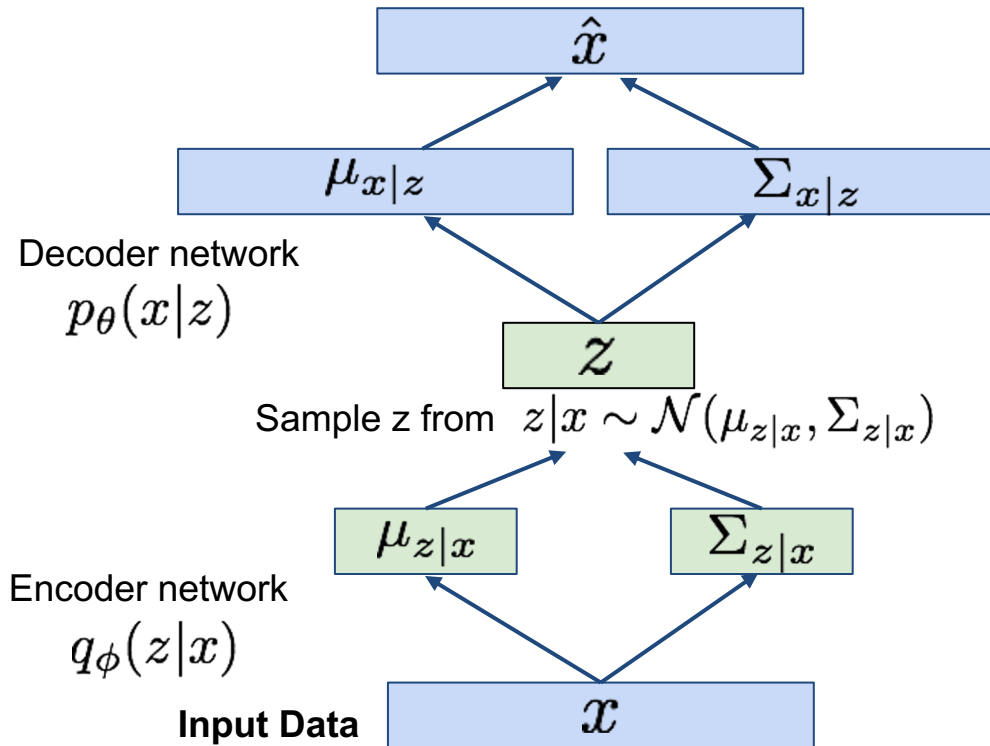 x̂
μ_{x|z} Σ_{x|z}
Decoder network
p_θ(x|z)
z
Sample z from z|x ∼ 𝒩(μ_{z|x}, Σ_{z|x})
μ_{z|x} Σ_{z|x}
Encoder network
q_ϕ(z|x)
Input Data x